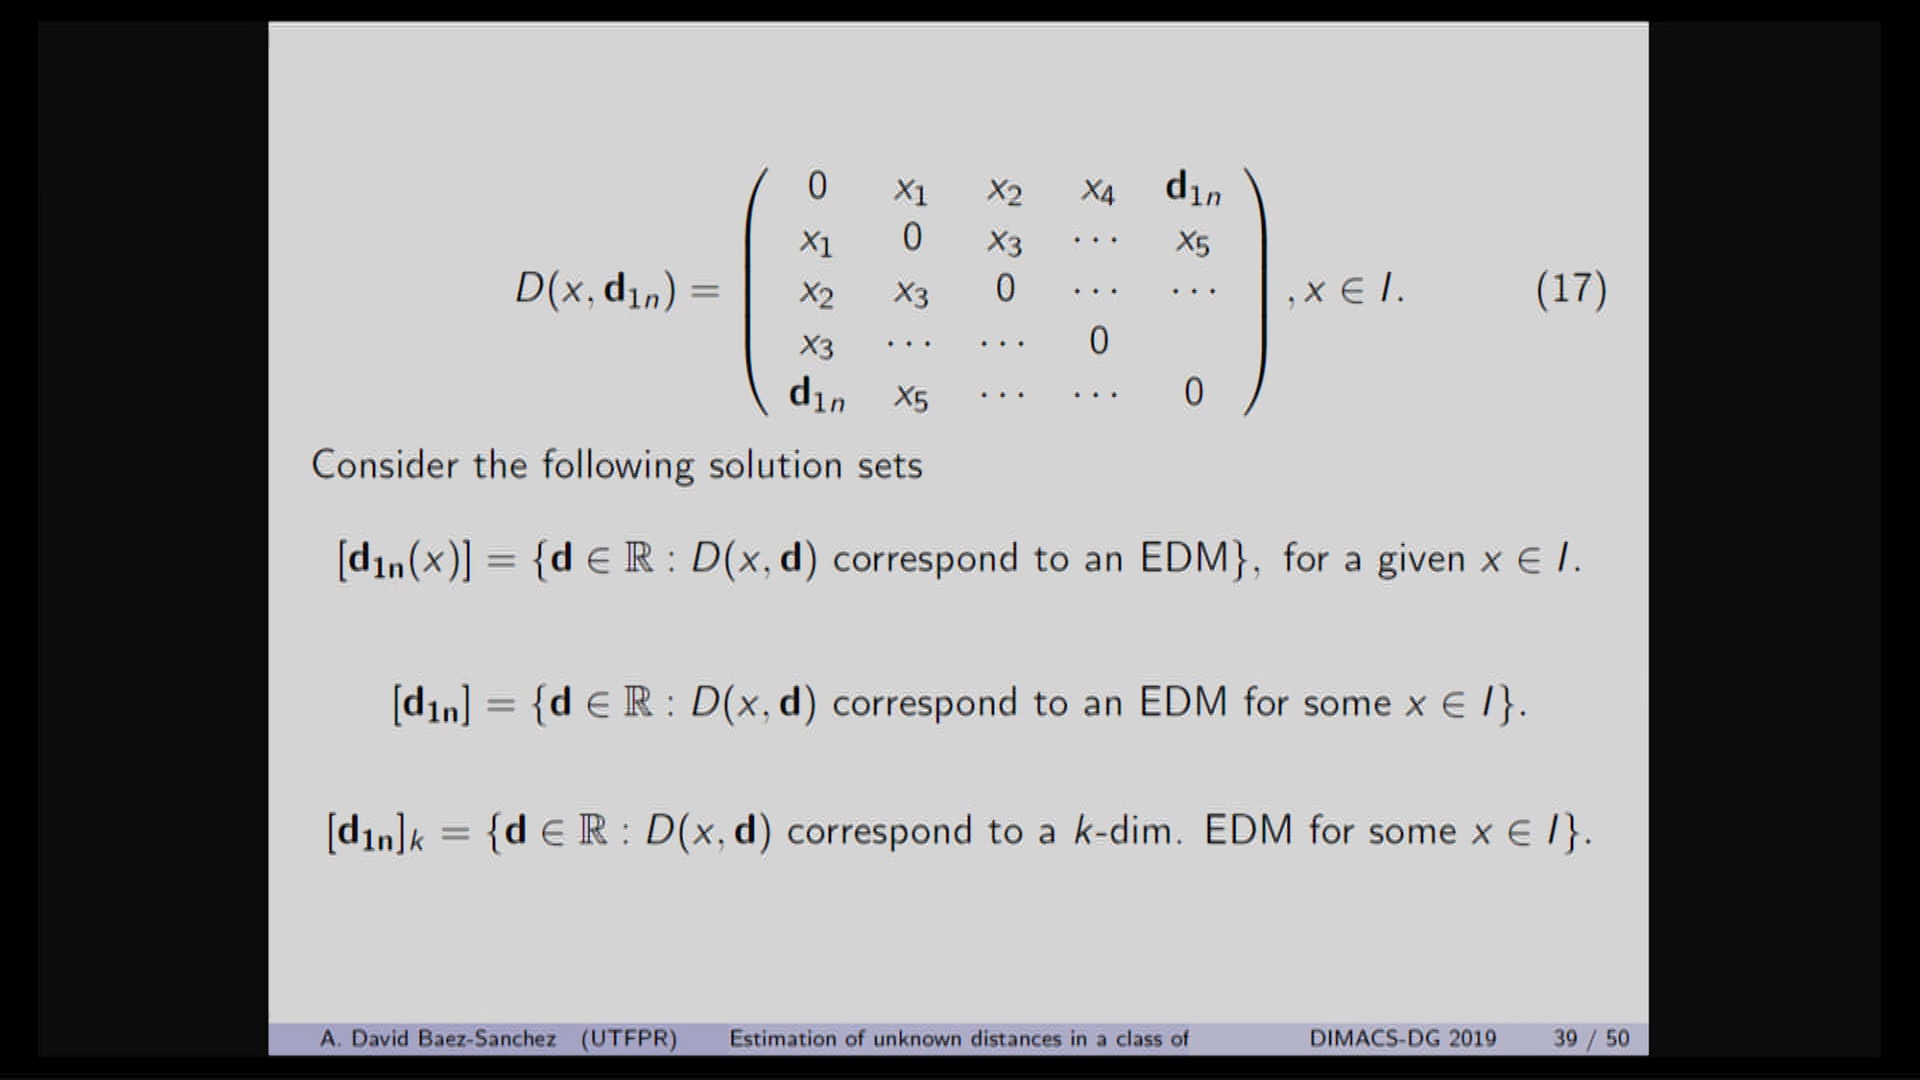 0 x₁ x₂ x₄ d₁ₙ
x₁ 0 x₃ ⋯ x₅
D(x, d₁ₙ) = x₂ x₃ 0 ⋯ ⋯ , x ∈ I. (17)
x₃ ⋯ ⋯ 0
d₁ₙ x₅ ⋯ ⋯ 0
Consider the following solution sets
[d₁ₙ(x)] = {d ∈ ℝ : D(x, d) correspond to an EDM}, for a given x ∈ I.
[d₁ₙ] = {d ∈ ℝ : D(x, d) correspond to an EDM for some x ∈ I}.
[d₁ₙ]ₖ = {d ∈ ℝ : D(x, d) correspond to a k-dim. EDM for some x ∈ I}.
A. David Baez-Sanchez (UTFPR) Estimation of unknown distances in a class of DIMACS-DG 2019 39 / 50